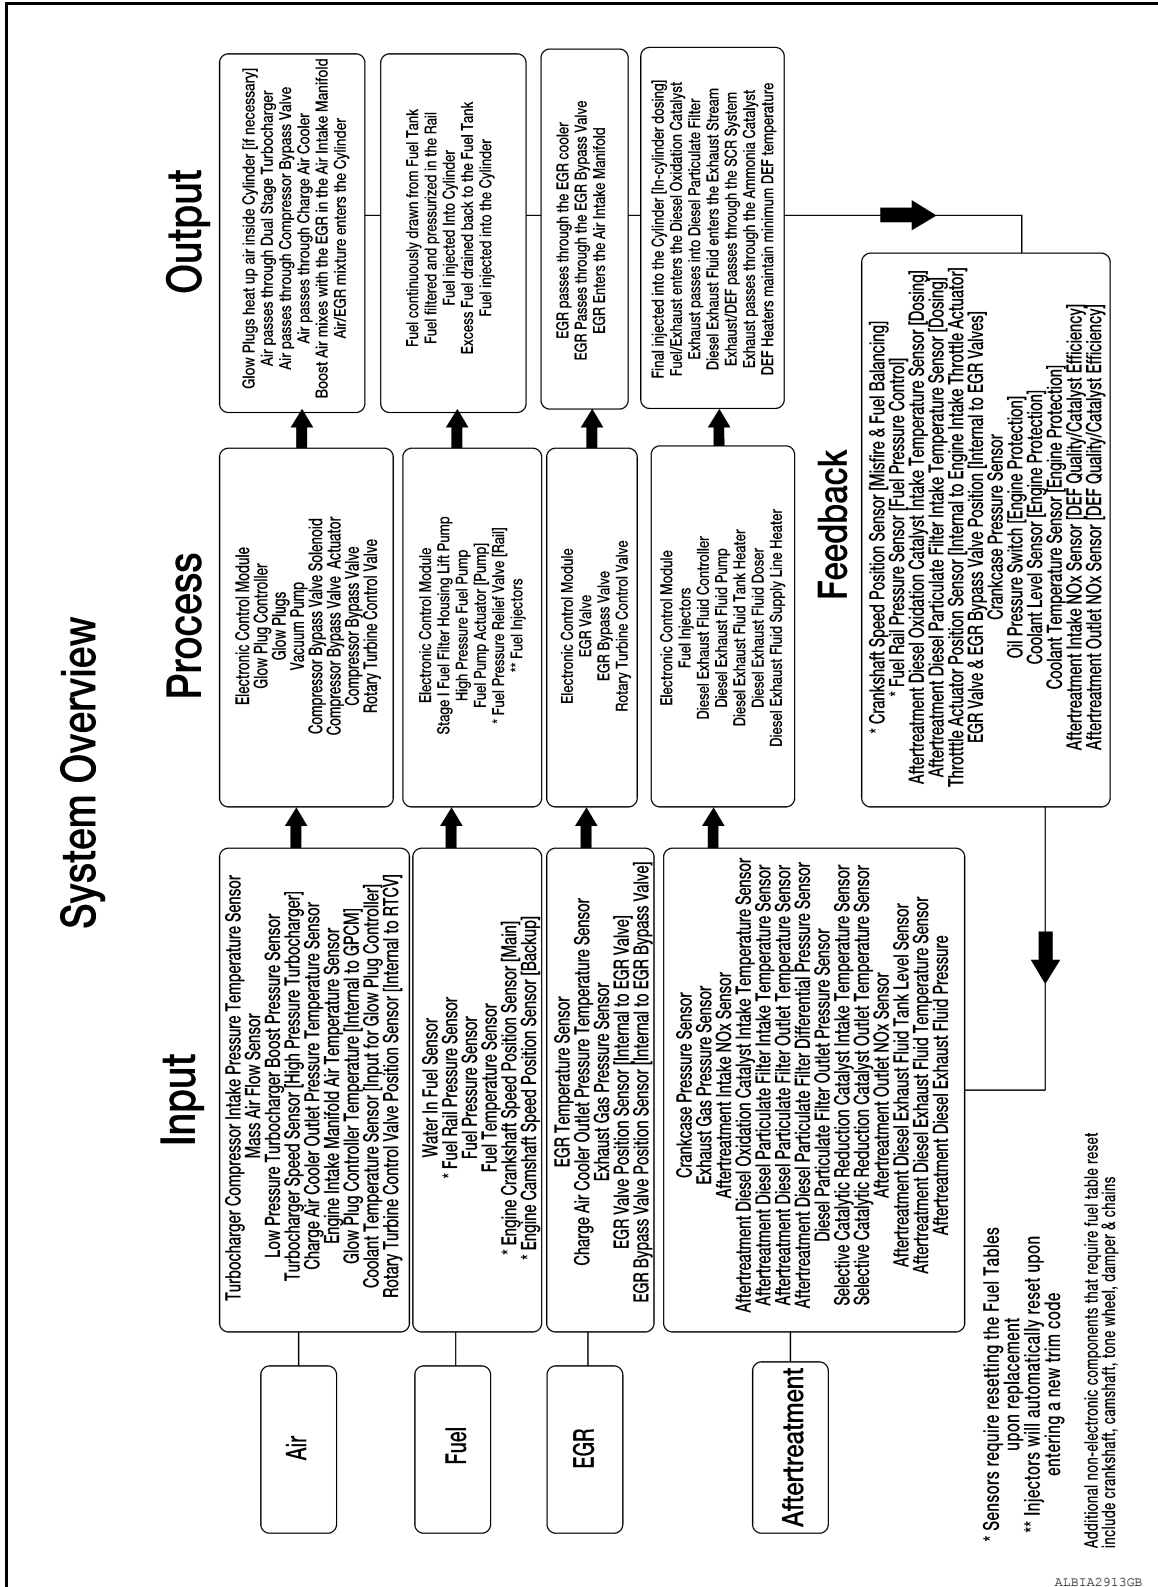 System Overview
Input
Process
Output
Air
Turbocharger Compressor Intake Pressure Temperature Sensor
Mass Air Flow Sensor
Low Pressure Turbocharger Boost Pressure Sensor
Turbocharger Speed Sensor [High Pressure Turbocharger]
Charge Air Cooler Outlet Pressure Temperature Sensor
Engine Intake Manifold Air Temperature Sensor
Glow Plug Controller Temperature [Internal to GPCM]
Coolant Temperature Sensor [Input for Glow Plug Controller]
Rotary Turbine Control Valve Position Sensor [Internal to RTCV]
Electronic Control Module
Glow Plug Controller
Glow Plugs
Vacuum Pump
Compressor Bypass Valve Solenoid
Compressor Bypass Valve Actuator
Compressor Bypass Valve
Rotary Turbine Control Valve
Glow Plugs heat up air inside Cylinder [if necessary]
Air passes through Dual Stage Turbocharger
Air passes through Compressor Bypass Valve
Air passes through Charge Air Cooler
Boost Air mixes with the EGR in the Air Intake Manifold
Air/EGR mixture enters the Cylinder
Fuel
Water In Fuel Sensor
* Fuel Rail Pressure Sensor
Fuel Pressure Sensor
Fuel Temperature Sensor
* Engine Crankshaft Speed Position Sensor [Main]
* Engine Camshaft Speed Position Sensor [Backup]
Electronic Control Module
Stage I Fuel Filter Housing Lift Pump
High Pressure Fuel Pump
Fuel Pump Actuator [Pump]
* Fuel Pressure Relief Valve [Rail]
** Fuel Injectors
Fuel continuously drawn from Fuel Tank
Fuel filtered and pressurized in the Rail
Fuel injected Into Cylinder
Excess Fuel drained back to the Fuel Tank
Fuel injected into the Cylinder
EGR
EGR Temperature Sensor
Charge Air Cooler Outlet Pressure Temperature Sensor
Exhaust Gas Pressure Sensor
EGR Valve Position Sensor [Internal to EGR Valve]
EGR Bypass Valve Position Sensor [Internal to EGR Bypass Valve]
Electronic Control Module
EGR Valve
EGR Bypass Valve
Rotary Turbine Control Valve
EGR passes through the EGR cooler
EGR Passes through the EGR Bypass Valve
EGR Enters the Air Intake Manifold
Aftertreatment
Crankcase Pressure Sensor
Exhaust Gas Pressure Sensor
Aftertreatment Intake NOx Sensor
Aftertreatment Diesel Oxidation Catalyst Intake Temperature Sensor
Aftertreatment Diesel Particulate Filter Intake Temperature Sensor
Aftertreatment Diesel Particulate Filter Outlet Temperature Sensor
Aftertreatment Diesel Particulate Filter Differential Pressure Sensor
Diesel Particulate Filter Outlet Pressure Sensor
Selective Catalytic Reduction Catalyst Intake Temperature Sensor
Selective Catalytic Reduction Catalyst Outlet Temperature Sensor
Aftertreatment Outlet NOx Sensor
Aftertreatment Diesel Exhaust Fluid Tank Level Sensor
Aftertreatment Diesel Exhaust Fluid Temperature Sensor
Aftertreatment Diesel Exhaust Fluid Pressure
Electronic Control Module
Fuel Injectors
Diesel Exhaust Fluid Controller
Diesel Exhaust Fluid Pump
Diesel Exhaust Fluid Tank Heater
Diesel Exhaust Fluid Doser
Diesel Exhaust Fluid Supply Line Heater
Final injected into the Cylinder [In-cylinder dosing]
Fuel/Exhaust enters the Diesel Oxidation Catalyst
Exhaust passes into Diesel Particulate Filter
Diesel Exhaust Fluid enters the Exhaust Stream
Exhaust/DEF passes through the SCR System
Exhaust passes through the Ammonia Catalyst
DEF Heaters maintain minimum DEF temperature
Feedback
* Crankshaft Speed Position Sensor [Misfire & Fuel Balancing]
* Fuel Rail Pressure Sensor [Fuel Pressure Control]
Aftertreatment Diesel Oxidation Catalyst Intake Temperature Sensor [Dosing]
Aftertreatment Diesel Particulate Filter Intake Temperature Sensor [Dosing]
Throtttle Actuator Position Sensor [Internal to Engine Intake Throttle Actuator]
EGR Valve & EGR Bypass Valve Position [Internal to EGR Valves]
Crankcase Pressure Sensor
Oil Pressure Switch [Engine Protection]
Coolant Level Sensor [Engine Protection]
Coolant Temperature Sensor [Engine Protection]
Aftertreatment Intake NOx Sensor [DEF Quality/Catalyst Efficiency]
Aftertreatment Outlet NOx Sensor [DEF Quality/Catalyst Efficiency]
* Sensors require resetting the Fuel Tables
upon replacement
** Injectors will automatically reset upon
entering a new trim code
Additional non-electronic components that require fuel table reset
include crankshaft, camshaft, tone wheel, damper & chains
ALBIA2913GB